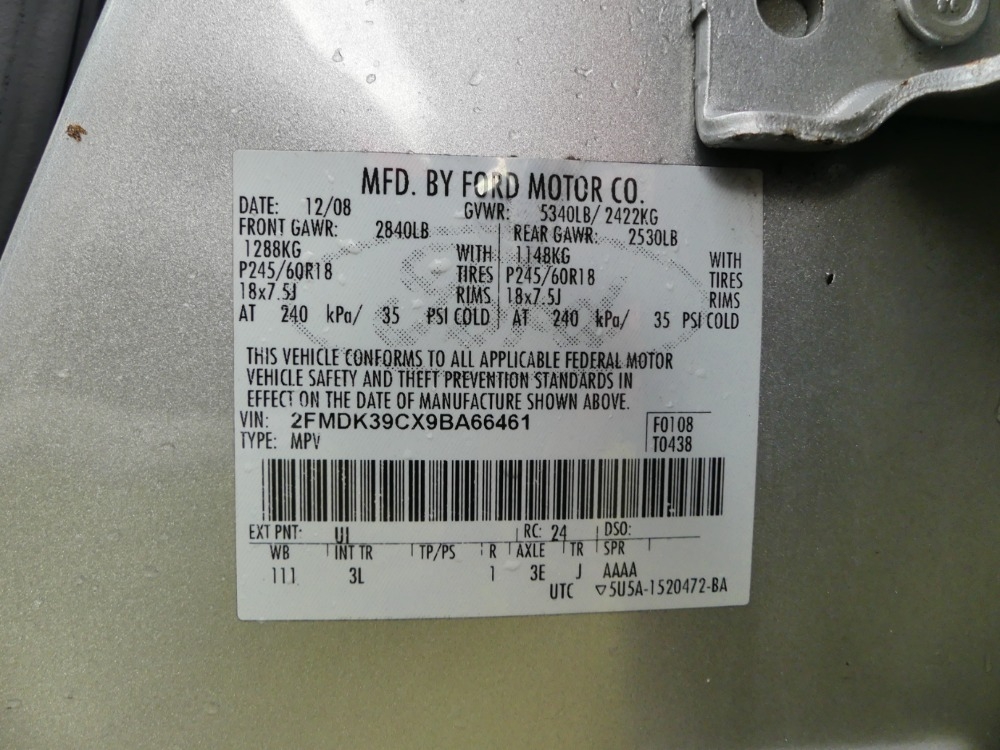 MFD. BY FORD MOTOR CO.
DATE: 12/08 GVWR: 5340LB/ 2422KG
FRONT GAWR: 2840LB REAR GAWR: 2530LB
1288KG WITH 1148KG WITH
P245/60R18 TIRES P245/60R18 TIRES
18x7.5J RIMS 18x7.5J RIMS
AT 240 kPa/ 35 PSI COLD AT 240 kPa/ 35 PSI COLD
THIS VEHICLE CONFORMS TO ALL APPLICABLE FEDERAL MOTOR
VEHICLE SAFETY AND THEFT PREVENTION STANDARDS IN
EFFECT ON THE DATE OF MANUFACTURE SHOWN ABOVE.
VIN: 2FMDK39CX9BA66461 F0108
TYPE: MPV T0438
EXT PNT: UI RC: 24 DSO:
WB INT TR TP/PS R AXLE TR SPR
111 3L 1 3E J AAAA
UTC ▽5U5A-1520472-BA